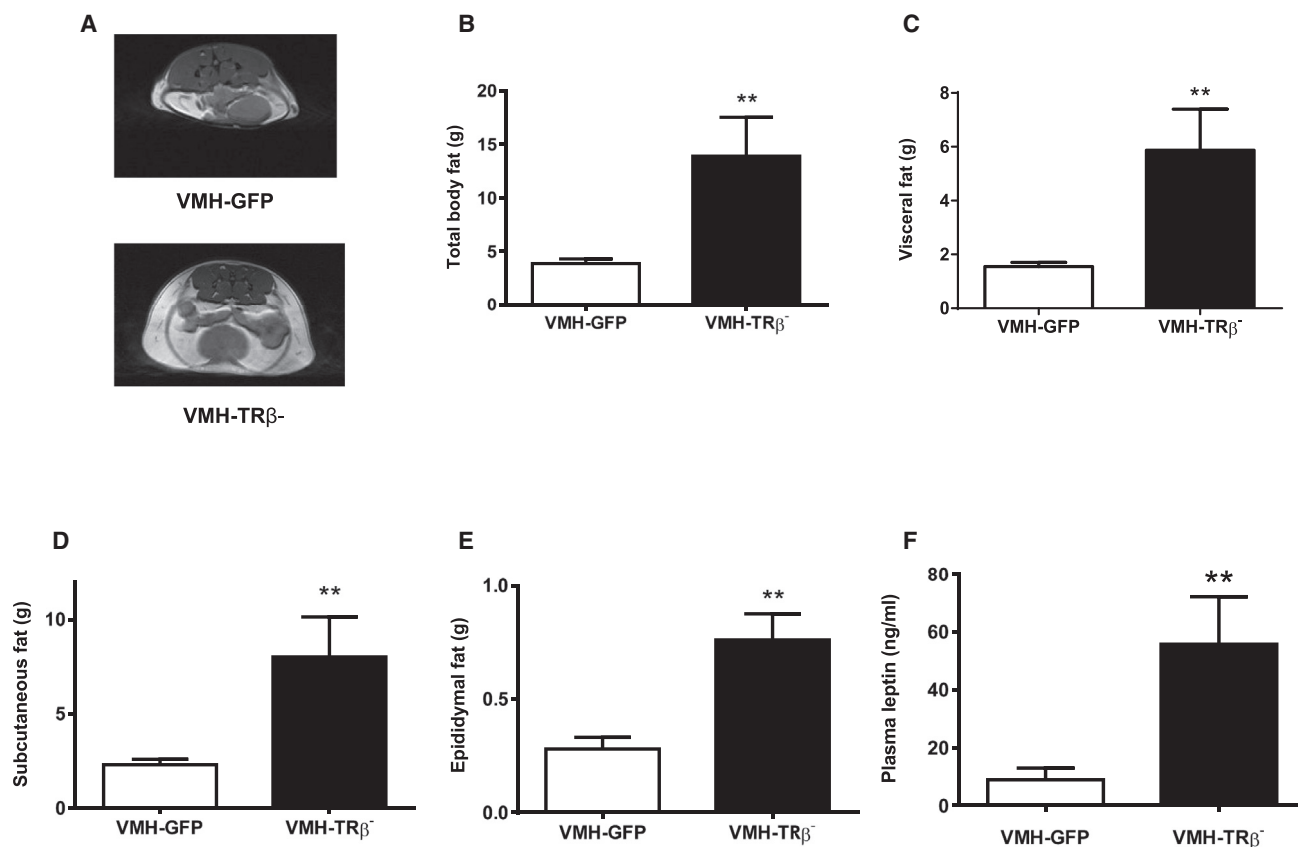 A
VMH-GFP
VMH-TRβ-
B
Total body fat (g)
20
15
10
5
0
**
VMH-GFP
VMH-TRβ⁻
C
Visceral fat (g)
8
6
4
2
0
**
VMH-GFP
VMH-TRβ⁻
D
Subcutaneous fat (g)
10
5
0
**
VMH-GFP
VMH-TRβ⁻
E
Epididymal fat (g)
1.0
0.5
0.0
**
VMH-GFP
VMH-TRβ⁻
F
Plasma leptin (ng/ml)
80
60
40
20
0
**
VMH-GFP
VMH-TRβ⁻